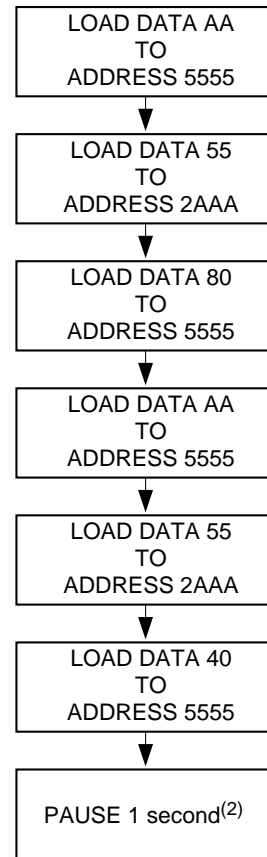 LOAD DATA AA
TO
ADDRESS 5555
LOAD DATA 55
TO
ADDRESS 2AAA
LOAD DATA 80
TO
ADDRESS 5555
LOAD DATA AA
TO
ADDRESS 5555
LOAD DATA 55
TO
ADDRESS 2AAA
LOAD DATA 40
TO
ADDRESS 5555
PAUSE 1 second(2)